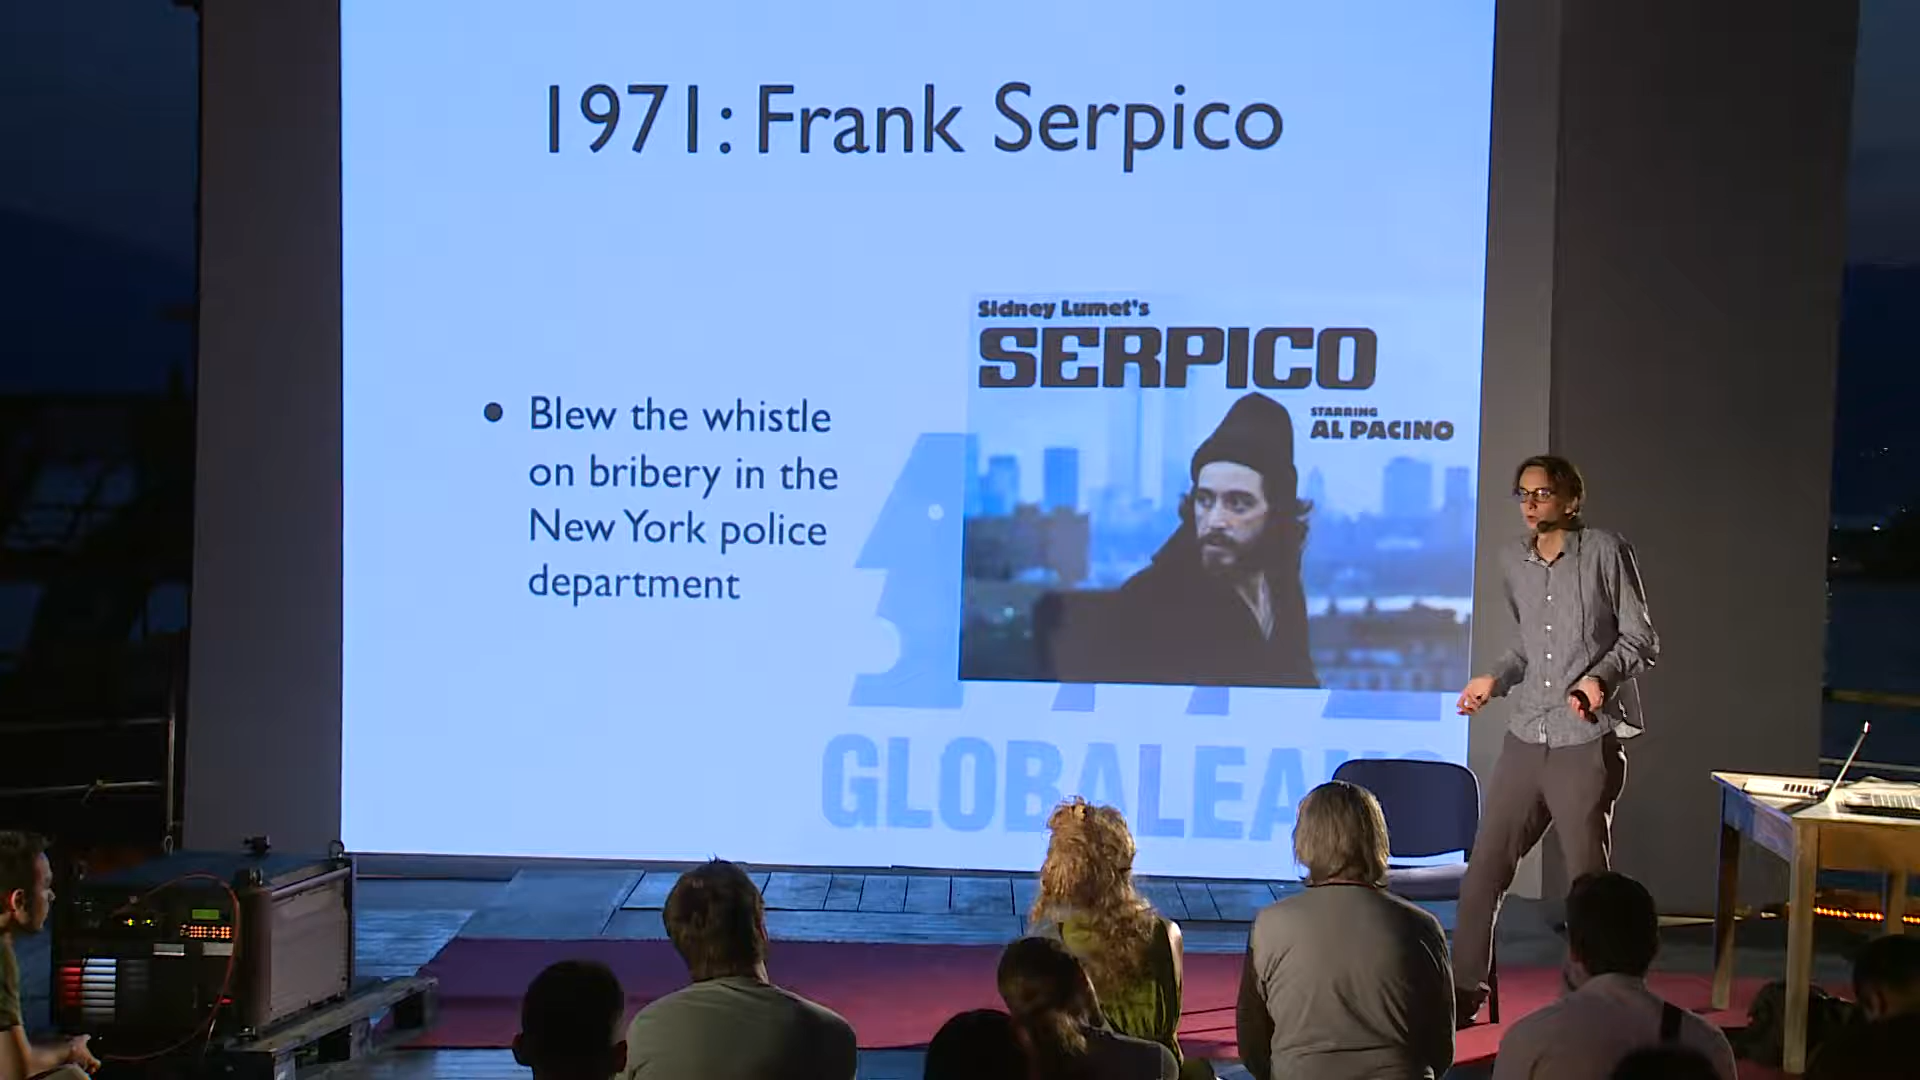 1971: Frank Serpico
Sidney Lumet's
SERPICO
STARRING
AL PACINO
• Blew the whistle
on bribery in the
New York police
department
GLOBALEAKS